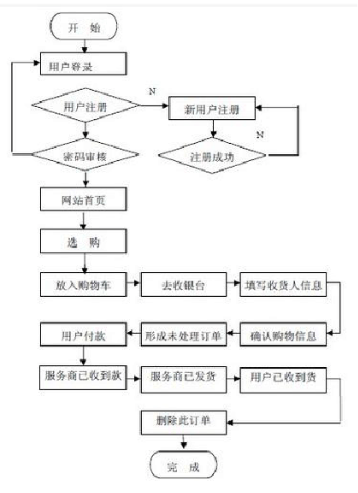 开 始
用户登录
用户注册
N
新用户注册
N
密码审核
注册成功
网站首页
选 购
放入购物车
去收银台
填写收货人信息
用户付款
形成未处理订单
确认购物信息
服务商已收到款
服务商已发货
用户已收到货
删除此订单
完 成